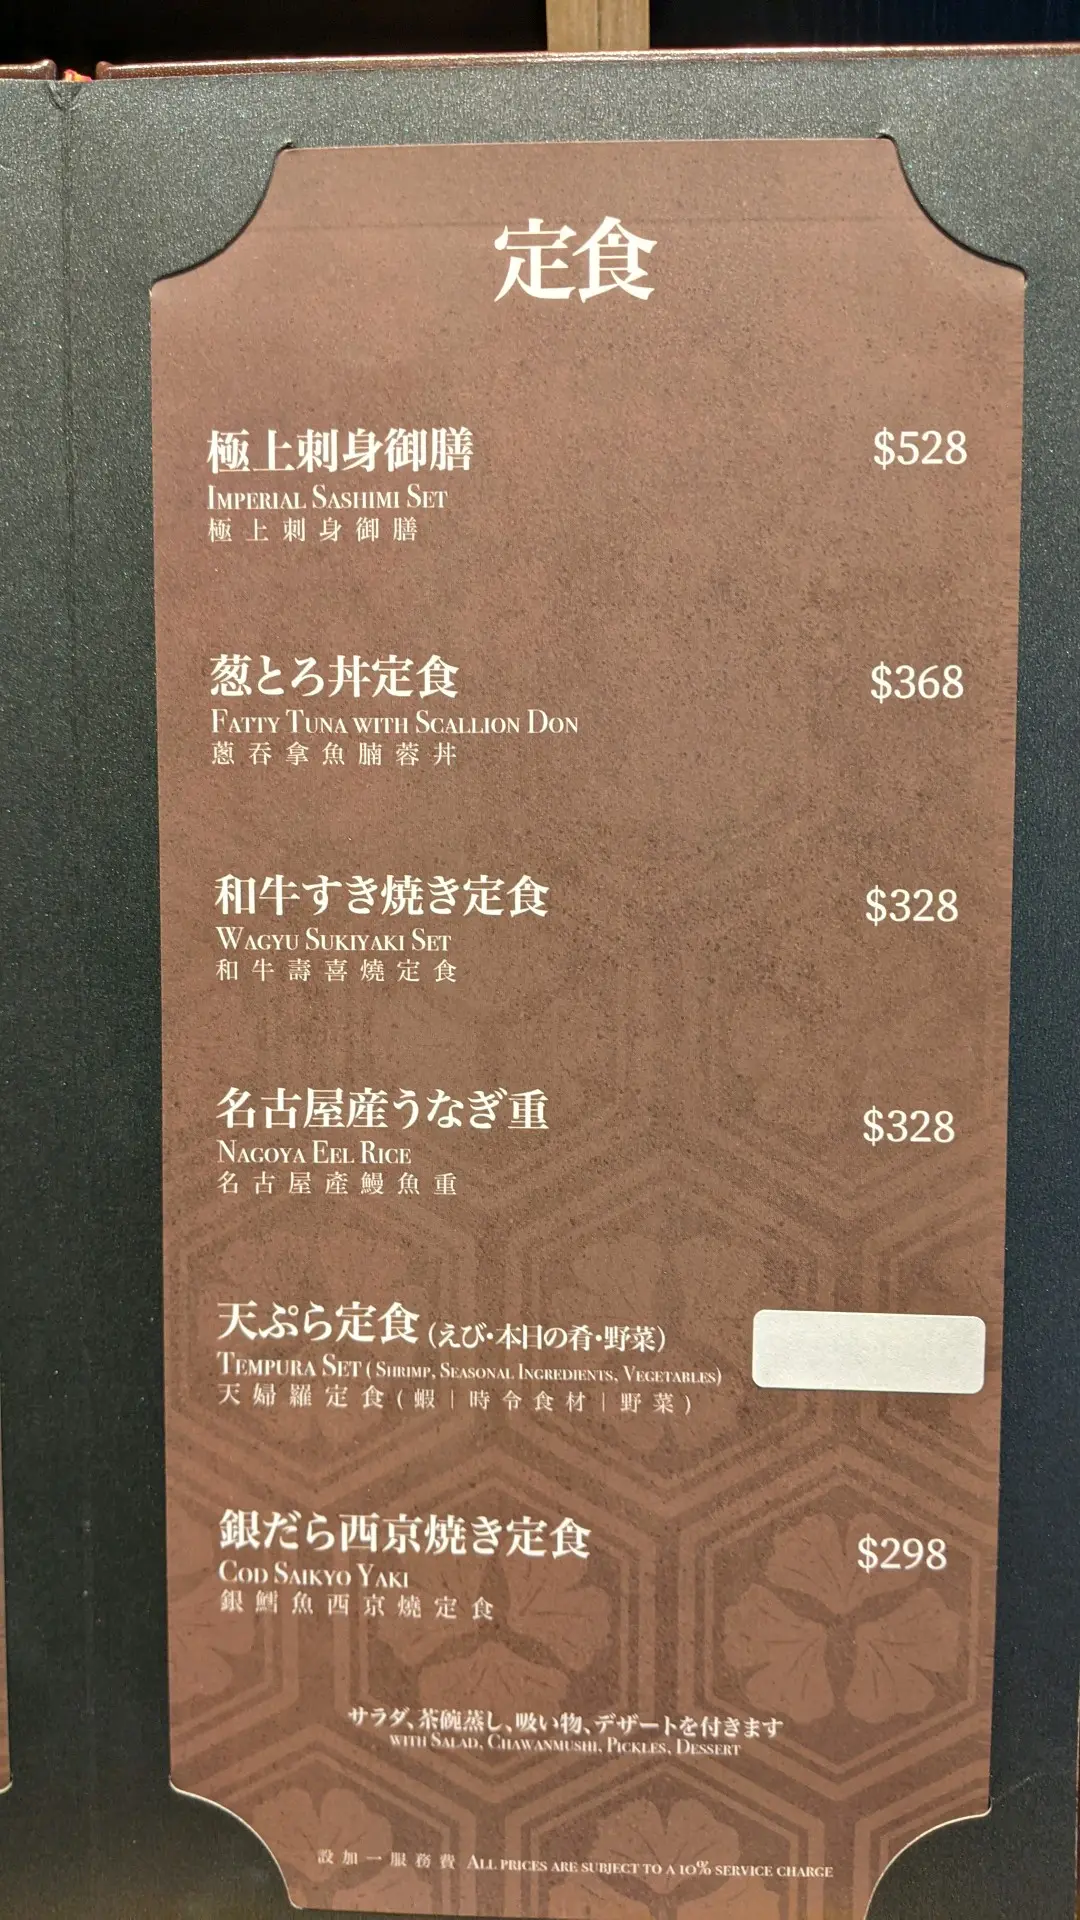 定食
極上刺身御膳 $528
Imperial Sashimi Set
極上刺身御膳
葱とろ丼定食 $368
Fatty Tuna with Scallion Don
蔥吞拿魚腩蓉丼
和牛すき焼き定食 $328
Wagyu Sukiyaki Set
和牛壽喜燒定食
名古屋産うなぎ重 $328
Nagoya Eel Rice
名古屋產鰻魚重
天ぷら定食 (えび・本日の肴・野菜)
Tempura Set (Shrimp, Seasonal Ingredients, Vegetables)
天婦羅定食(蝦|時令食材|野菜)
銀だら西京焼き定食 $298
Cod Saikyo Yaki
銀鱈魚西京燒定食
サラダ、茶碗蒸し、吸い物、デザートを付きます
with Salad, Chawanmushi, Pickles, Dessert
設加一服務費 All prices are subject to a 10% service charge